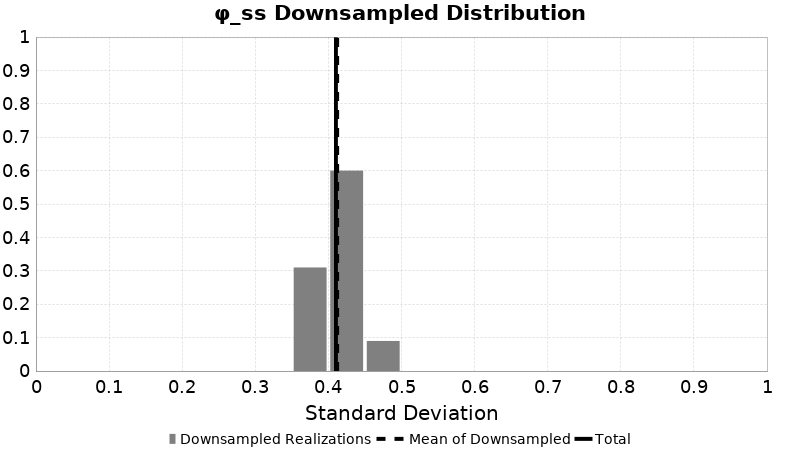 φ_ss Downsampled Distribution
1
0.9
0.8
0.7
0.6
0.5
0.4
0.3
0.2
0.1
0
0 0.1 0.2 0.3 0.4 0.5 0.6 0.7 0.8 0.9 1
Standard Deviation
Downsampled Realizations Mean of Downsampled Total